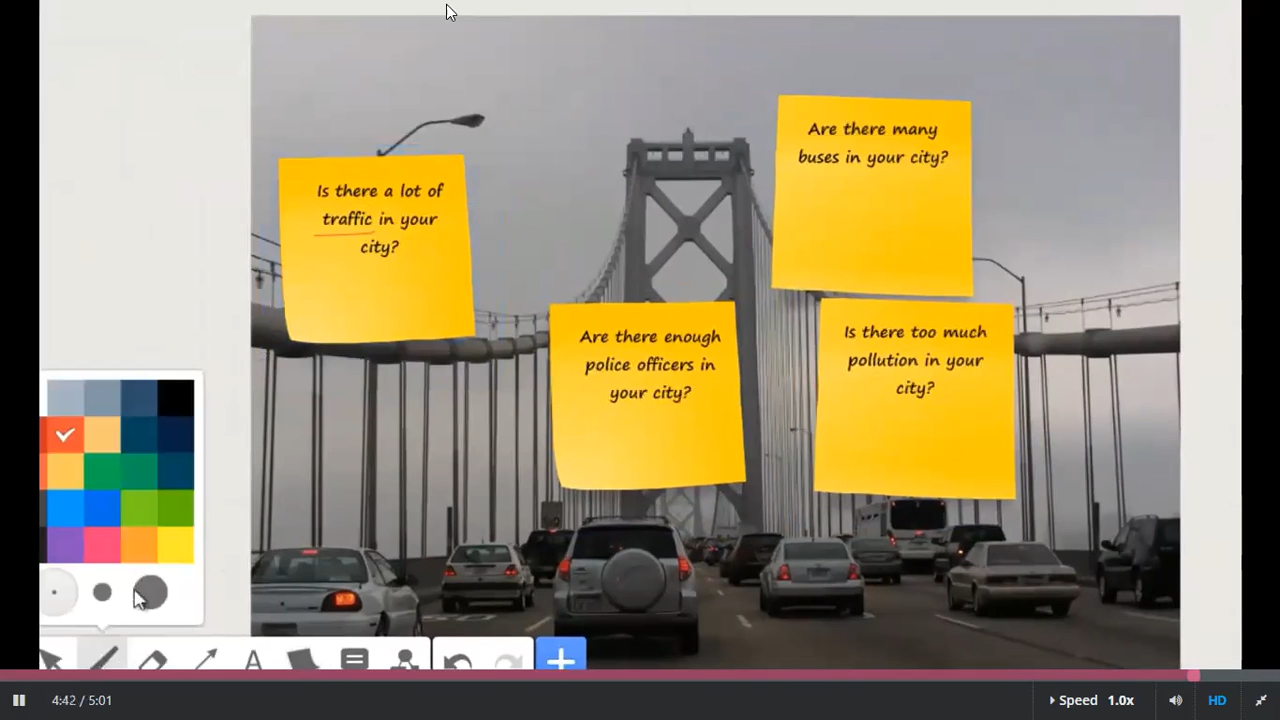 Are there many
buses in your city?
Is there a lot of
traffic in your
city?
Are there enough
police officers in
your city?
Is there too much
pollution in your
city?
A
4:42 / 5:01
Speed 1.0x
HD